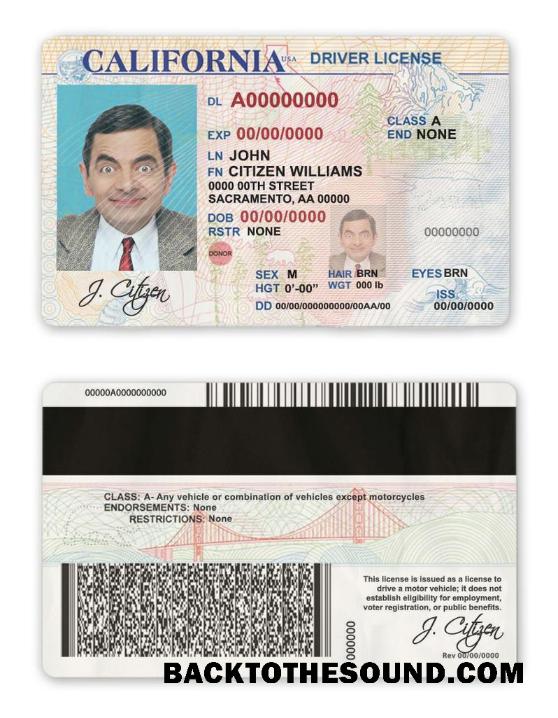 CALIFORNIA USA DRIVER LICENSE
DL A00000000
CLASS A
EXP 00/00/0000
END NONE
LN JOHN
FN CITIZEN WILLIAMS
0000 00TH STREET
SACRAMENTO, AA 00000
DOB 00/00/0000
RSTR NONE
00000000
DONOR
SEX M HAIR BRN EYES BRN
HGT 0'-00" WGT 000 lb
ISS
DD 00/00/000000000/00AA/00 00/00/0000
J. Citizen
00000A0000000000
CLASS: A- Any vehicle or combination of vehicles except motorcycles
ENDORSEMENTS: None
RESTRICTIONS: None
This license is issued as a license to
drive a motor vehicle; it does not
establish eligibility for employment,
voter registration, or public benefits.
J. Citizen
Rev 00/00/0000
BACKTOTHESOUND.COM